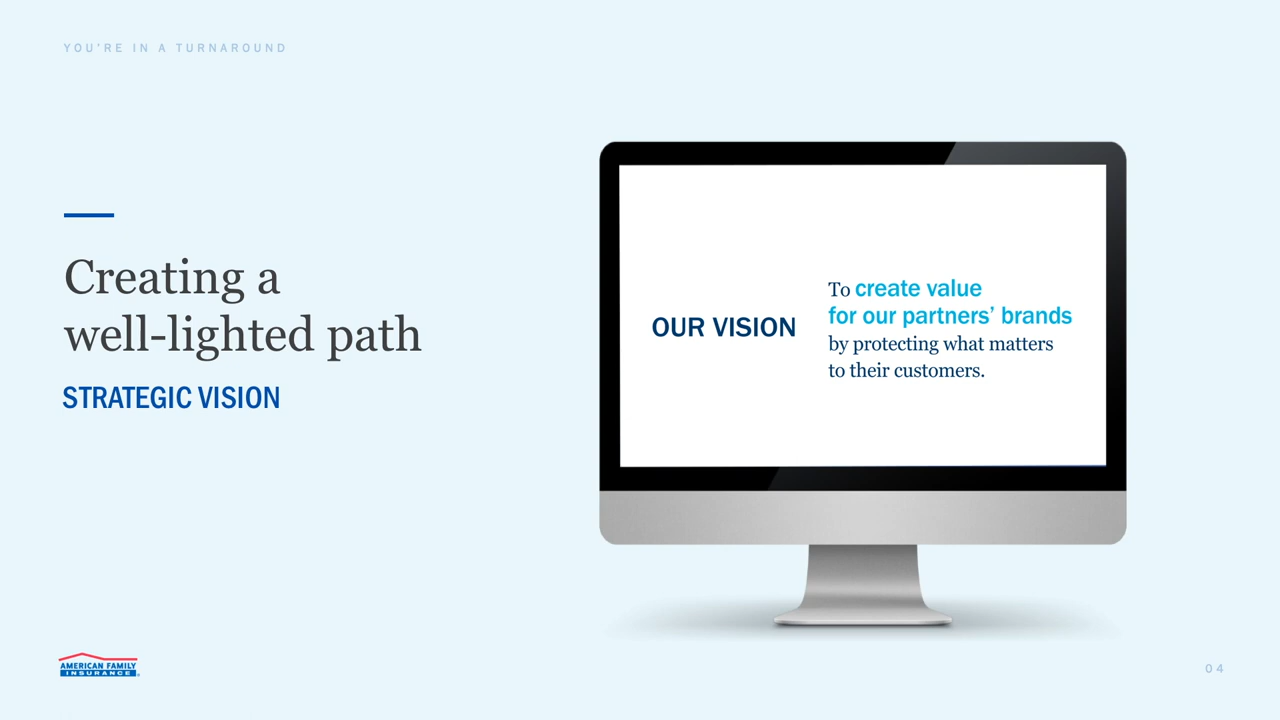 YOU'RE IN A TURNAROUND
Creating a
well-lighted path
STRATEGIC VISION
OUR VISION
To create value
for our partners' brands
by protecting what matters
to their customers.
AMERICAN FAMILY
INSURANCE
04